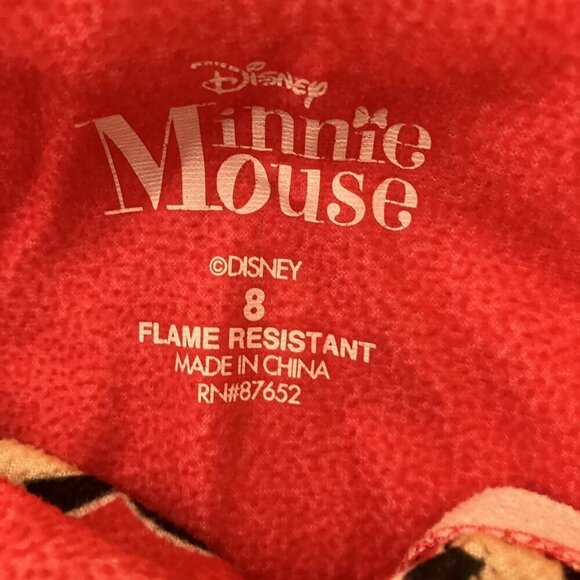 Disney
Minnie
Mouse
©DISNEY
8
FLAME RESISTANT
MADE IN CHINA
RN#87652